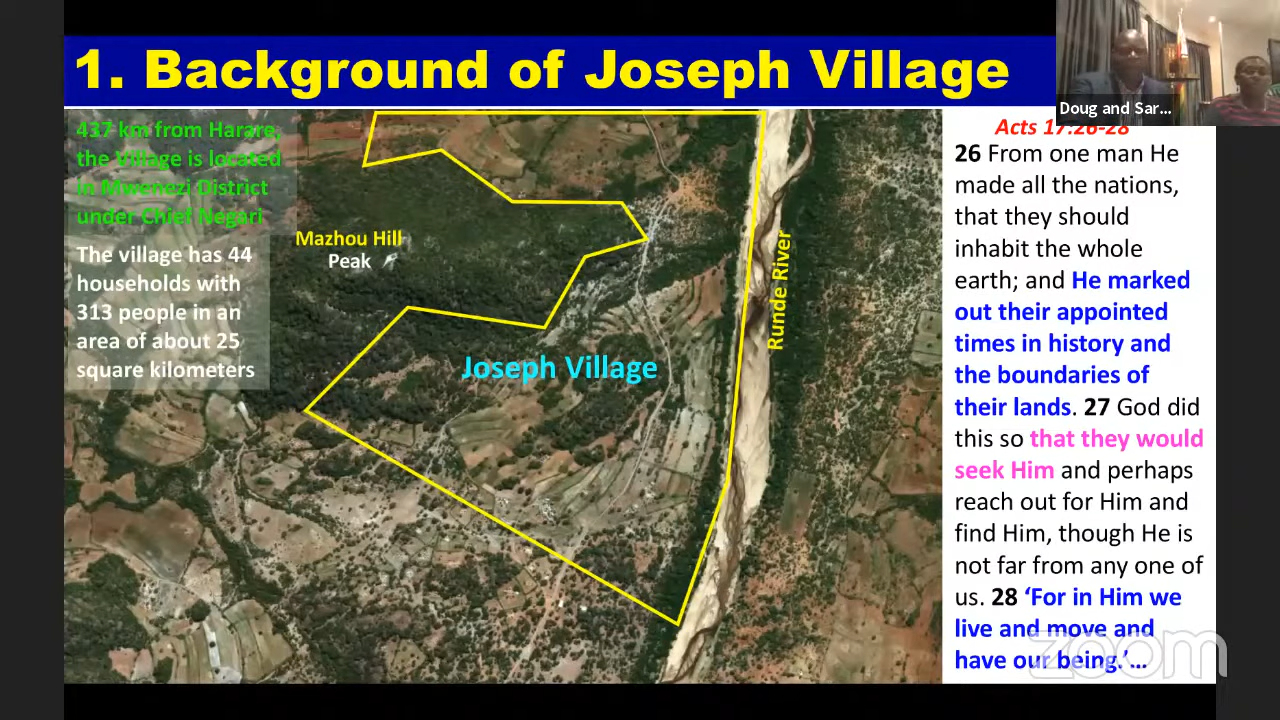 1. Background of Joseph Village
Doug and Sar...
437 km from Harare,
the Village is located
in Mwenezi District
under Chief Negari
The village has 44
households with
313 people in an
area of about 25
square kilometers
Mazhou Hill
Peak
Joseph Village
Runde River
Acts 17:26-28
26 From one man He
made all the nations,
that they should
inhabit the whole
earth; and He marked
out their appointed
times in history and
the boundaries of
their lands. 27 God did
this so that they would
seek Him and perhaps
reach out for Him and
find Him, though He is
not far from any one of
us. 28 ‘For in Him we
live and move and
have our being.’...
zoom